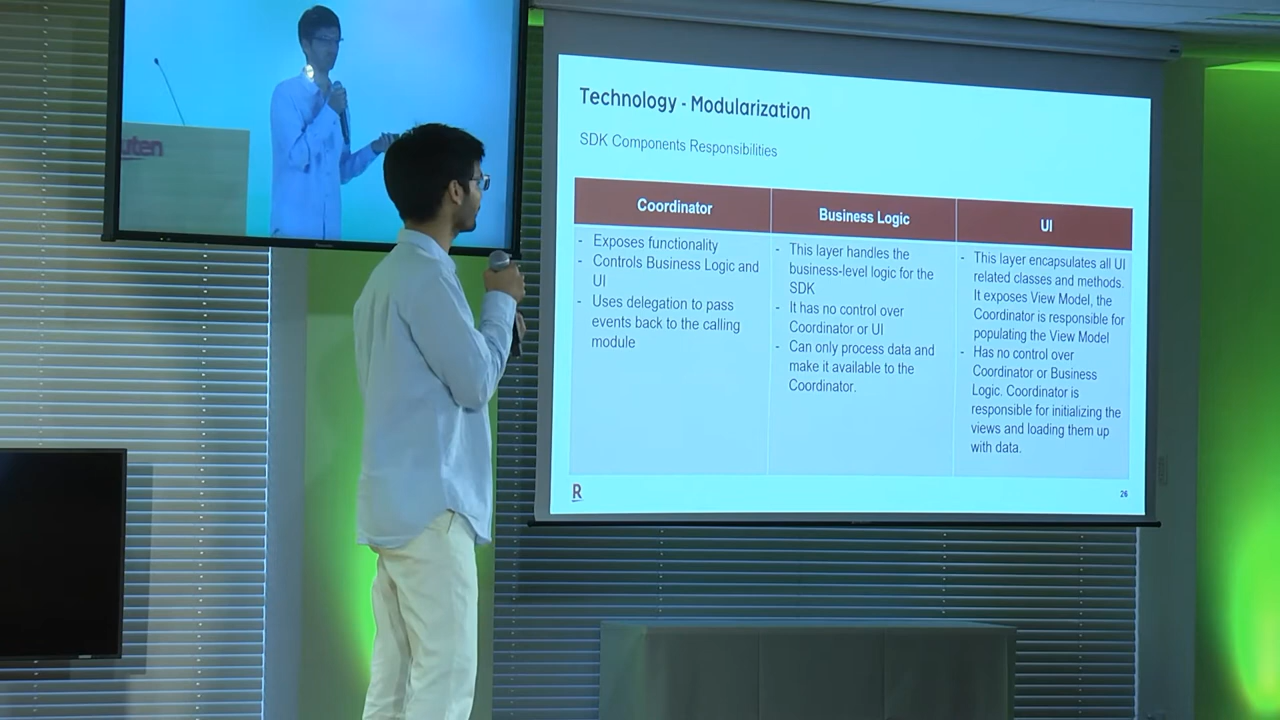 uten
Technology - Modularization
SDK Components Responsibilities
Coordinator
- Exposes functionality
- Controls Business Logic and
UI
- Uses delegation to pass
events back to the calling
module
Business Logic
- This layer handles the
business-level logic for the
SDK
- It has no control over
Coordinator or UI
- Can only process data and
make it available to the
Coordinator.
UI
- This layer encapsulates all UI
related classes and methods.
It exposes View Model, the
Coordinator is responsible for
populating the View Model
- Has no control over
Coordinator or Business
Logic. Coordinator is
responsible for initializing the
views and loading them up
with data.
R
26